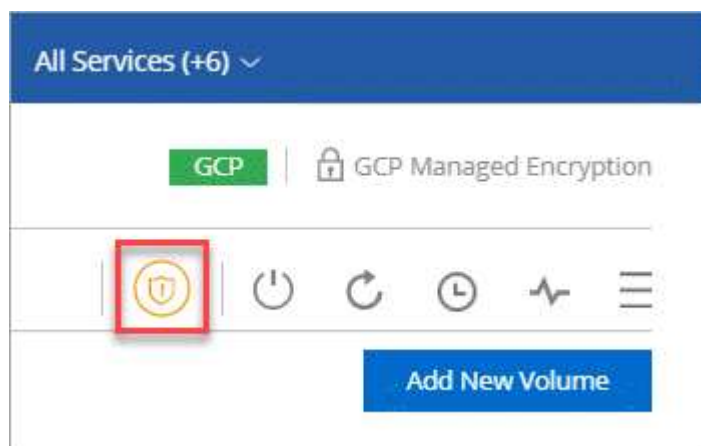 All Services (+6)
GCP
GCP Managed Encryption
Add New Volume